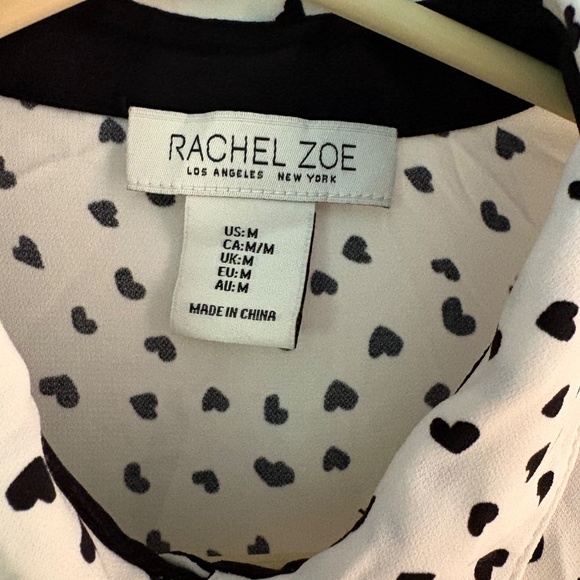 RACHEL ZOE
LOS ANGELES NEW YORK
US:M
CA:M/M
UK:M
EU:M
AU:M
MADE IN CHINA